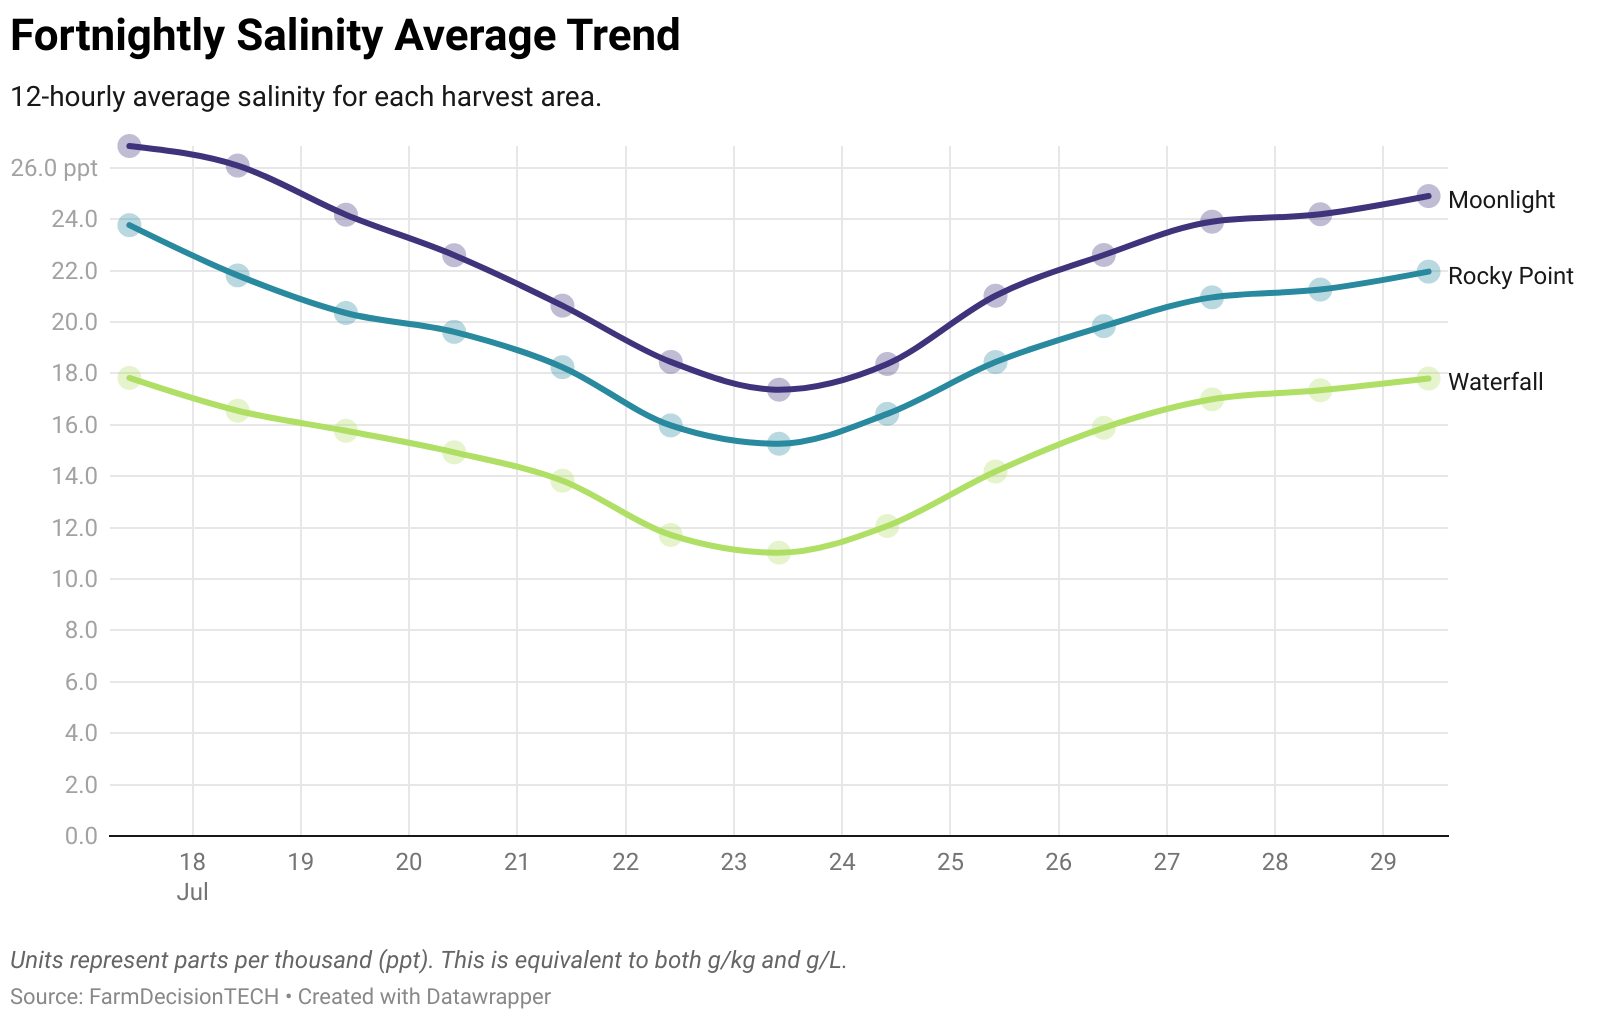 Fortnightly Salinity Average Trend
12-hourly average salinity for each harvest area.
26.0 ppt
24.0
22.0
20.0
18.0
16.0
14.0
12.0
10.0
8.0
6.0
4.0
2.0
0.0
Moonlight
Rocky Point
Waterfall
18 19 20 21 22 23 24 25 26 27 28 29
Jul
Units represent parts per thousand (ppt). This is equivalent to both g/kg and g/L.
Source: FarmDecisionTECH • Created with Datawrapper